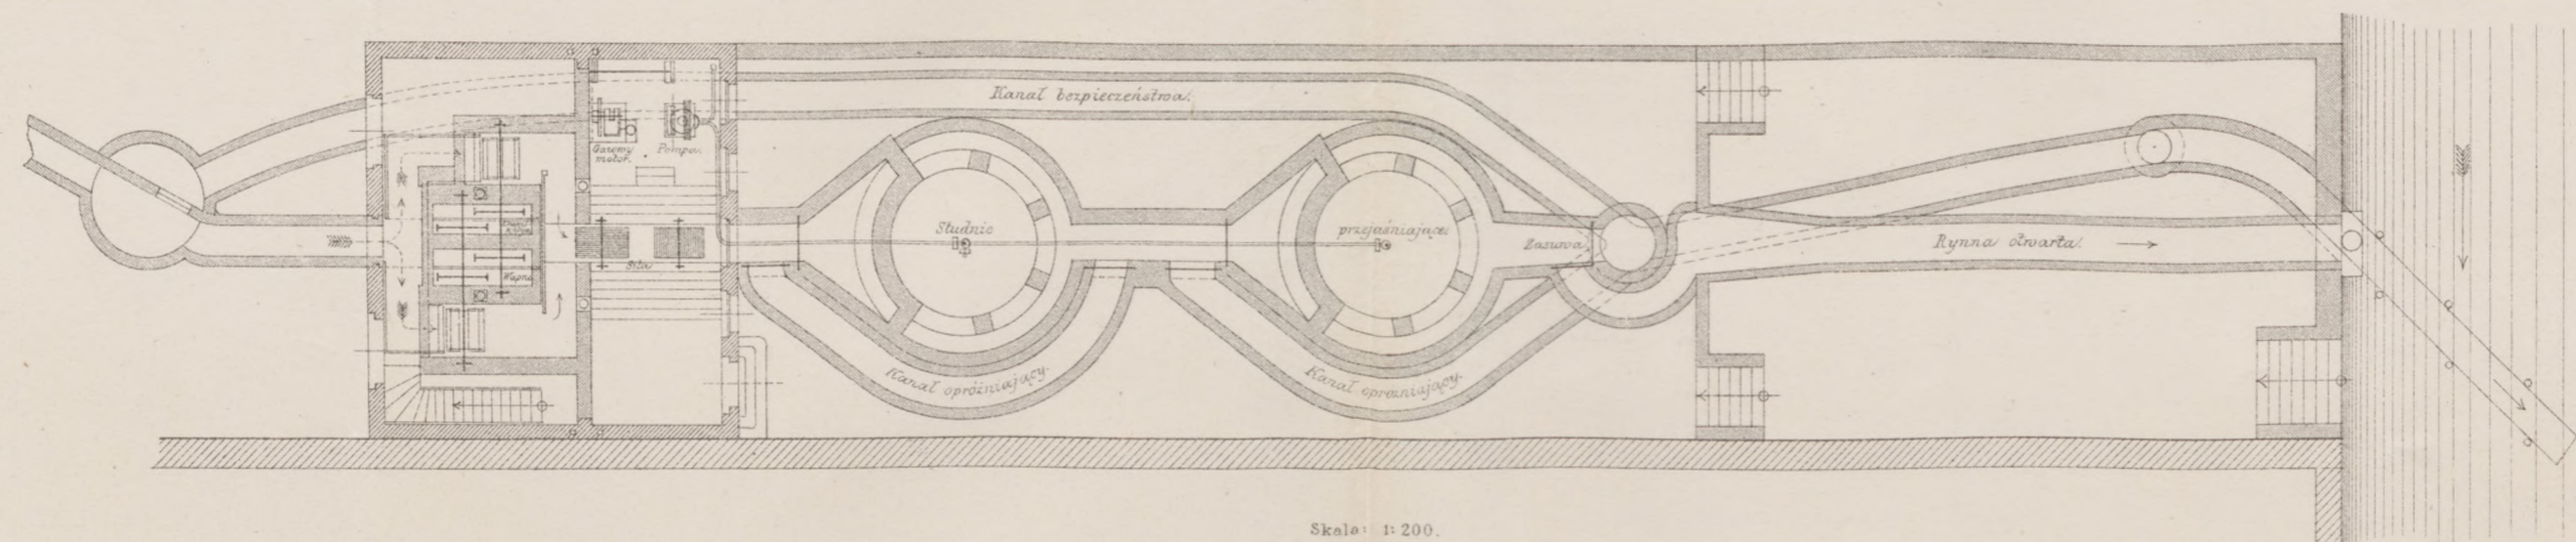 Kanał bezpieczeństwa.
Gazowy
motor.
Pompa.
Studnie
przejaśniające
Zasuwa
Rynna otwarta.
Wapno
Sita
Kanał opróżniający.
Kanał opróżniający.
Skala: 1:200.